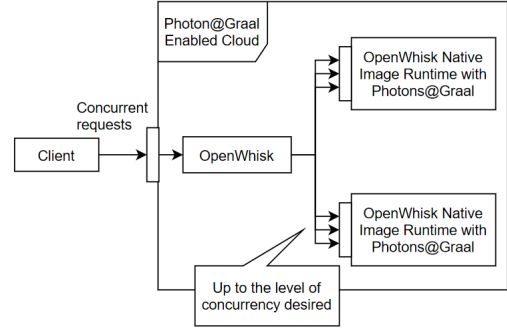 Photon@Graal
Enabled Cloud
Concurrent
requests
Client
OpenWhisk
OpenWhisk Native
Image Runtime with
Photons@Graal
OpenWhisk Native
Image Runtime with
Photons@Graal
Up to the level of
concurrency desired